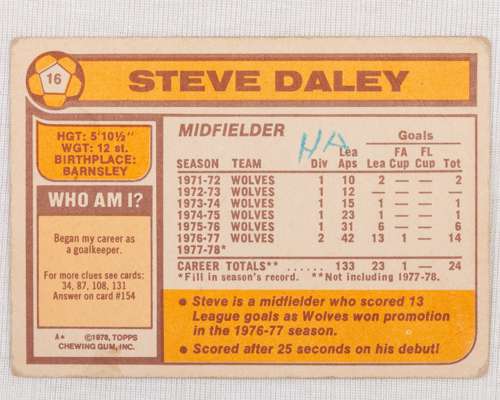 16
STEVE DALEY
HGT: 5'10½"
WGT: 12 st.
BIRTHPLACE:
BARNSLEY
WHO AM I?
Began my career as
a goalkeeper.
For more clues see cards:
34, 87, 108, 131
Answer on card #154
A* ©1978, TOPPS
CHEWING GUM, INC.
MIDFIELDER
HA
Goals
Lea FA FL
SEASON TEAM Div Aps Lea Cup Cup Tot
1971-72 WOLVES 1 10 2 — — 2
1972-73 WOLVES 1 12 — — — —
1973-74 WOLVES 1 15 1 — — 1
1974-75 WOLVES 1 23 1 — — 1
1975-76 WOLVES 1 31 6 — — 6
1976-77 WOLVES 2 42 13 1 — 14
1977-78*
CAREER TOTALS** ...... 133 23 1 — 24
*Fill in season's record. **Not including 1977-78.
• Steve is a midfielder who scored 13
League goals as Wolves won promotion
in the 1976-77 season.
• Scored after 25 seconds on his debut!